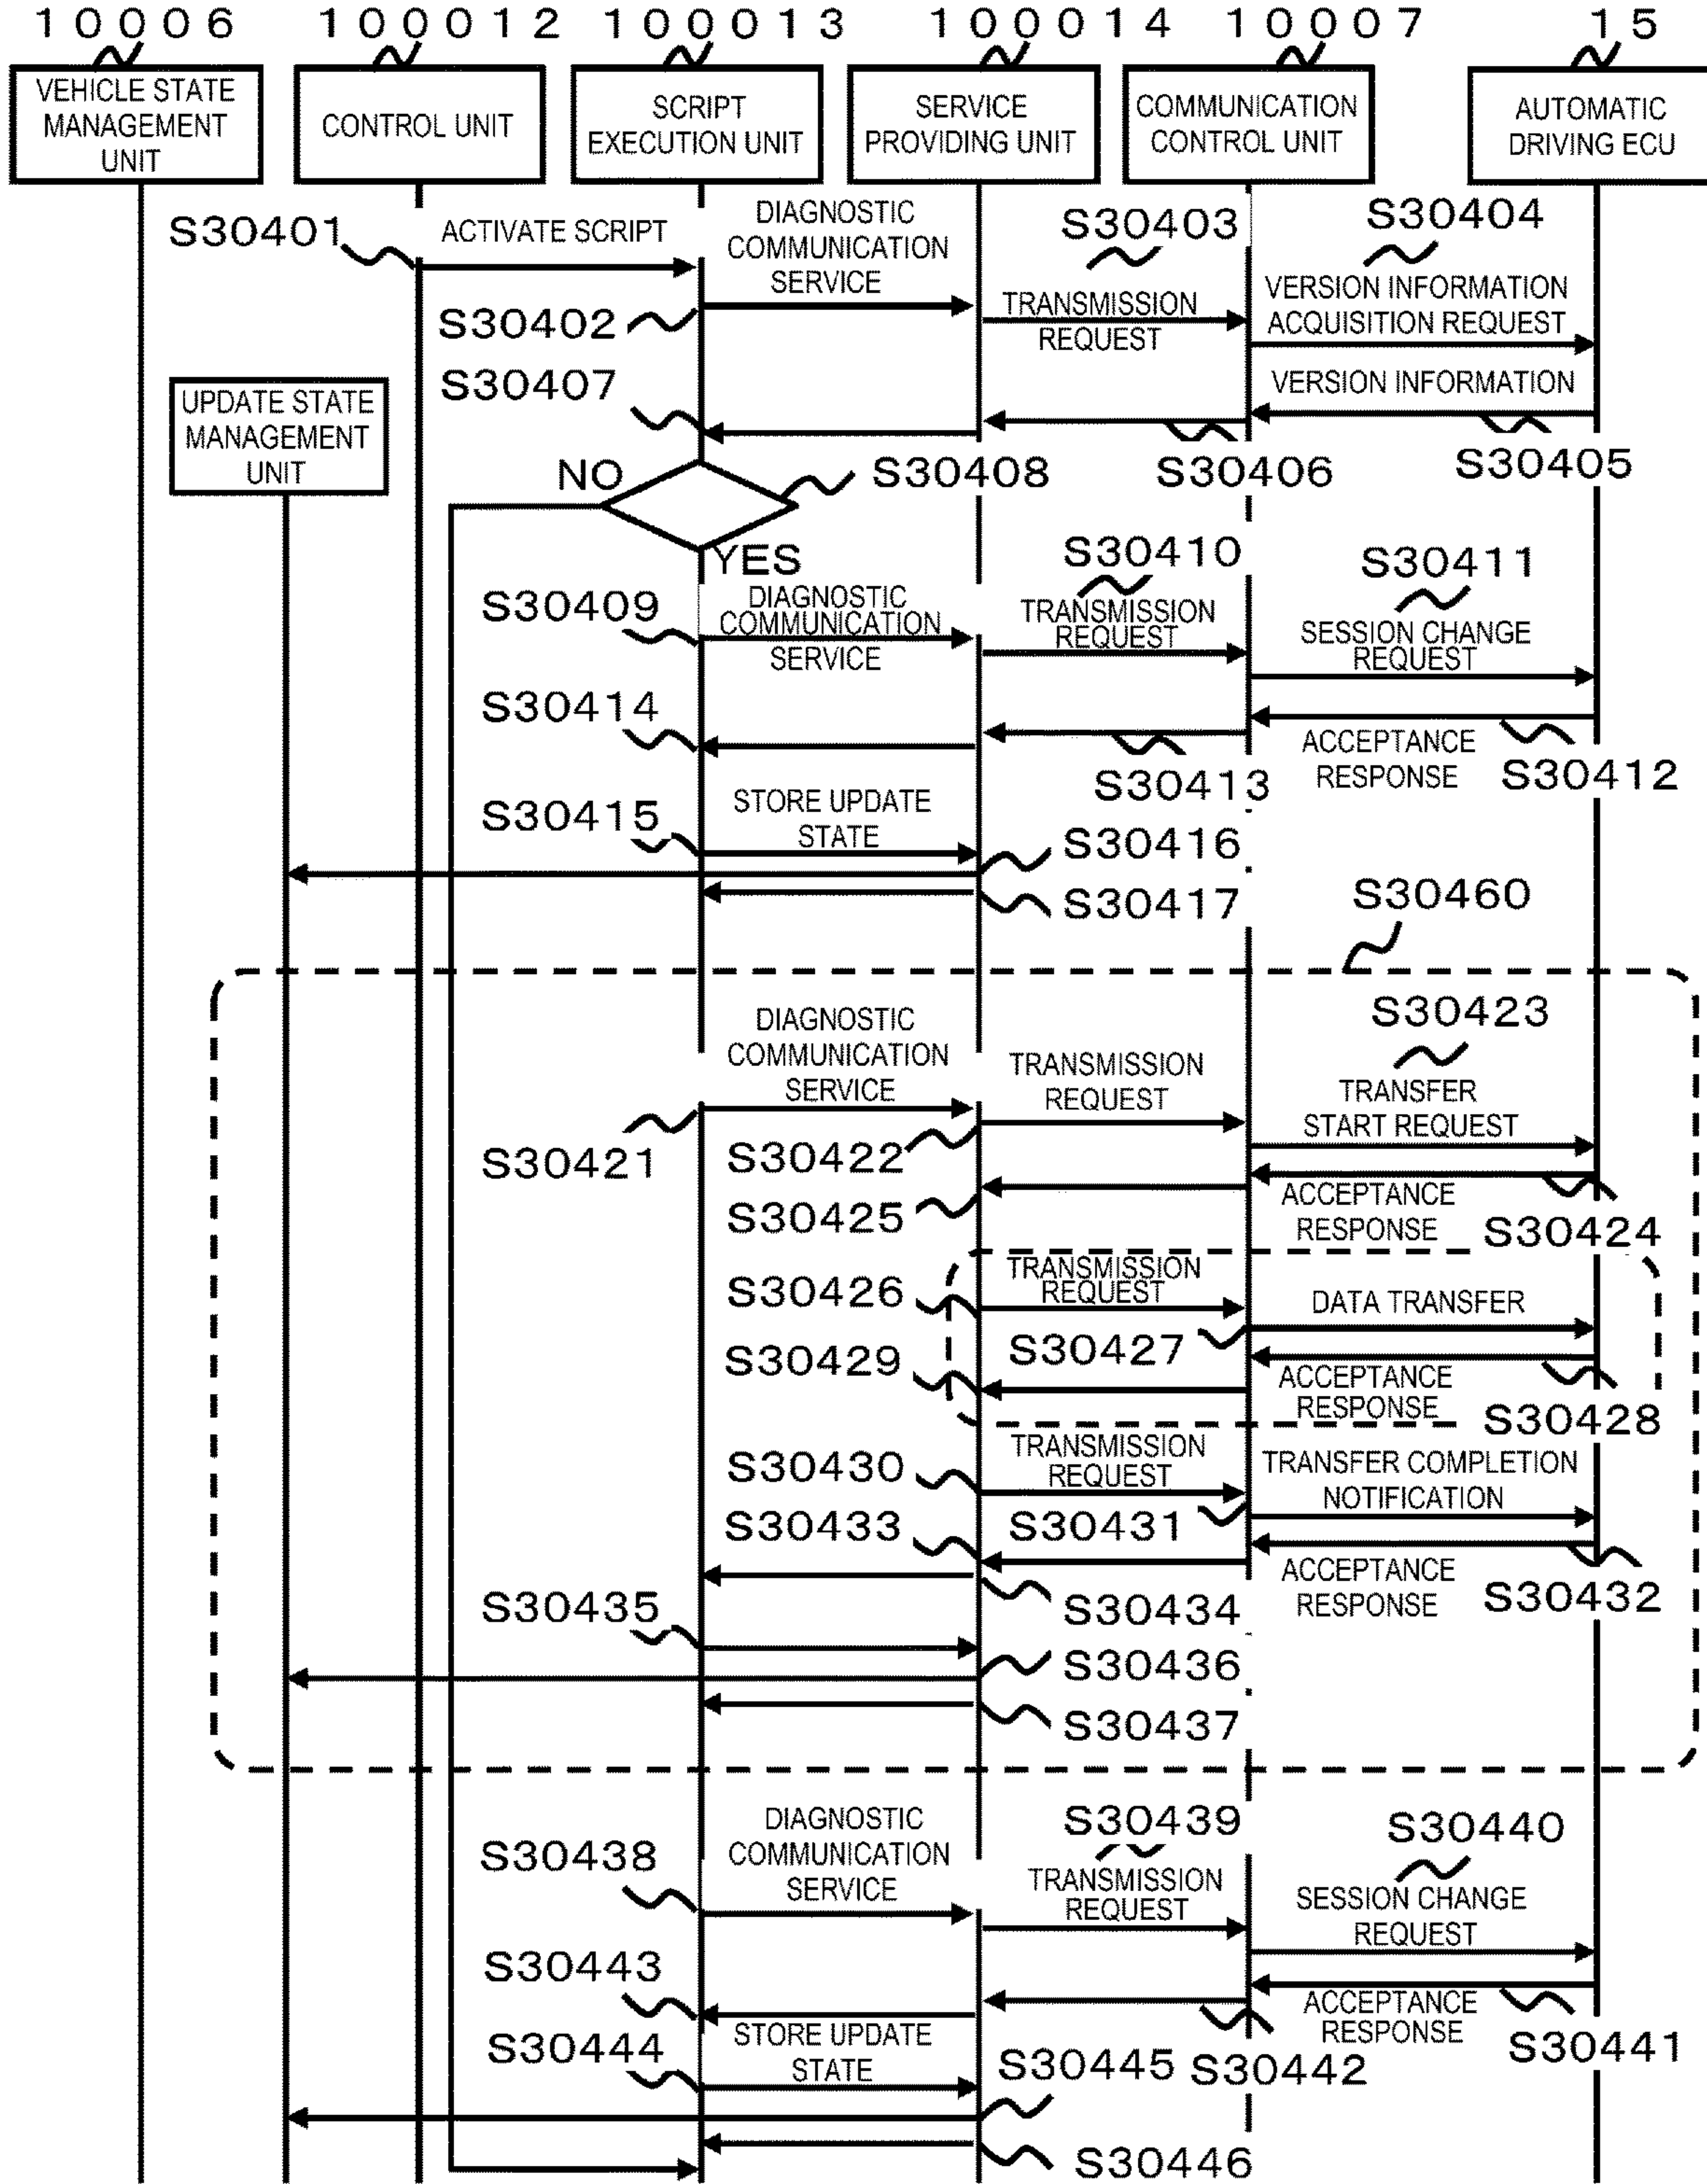 10006
100012
100013
100014
10007
15
VEHICLE STATE
MANAGEMENT
UNIT
CONTROL UNIT
SCRIPT
EXECUTION UNIT
SERVICE
PROVIDING UNIT
COMMUNICATION
CONTROL UNIT
AUTOMATIC
DRIVING ECU
S30401
ACTIVATE SCRIPT
DIAGNOSTIC
COMMUNICATION
SERVICE
S30403
S30404
S30402
TRANSMISSION
REQUEST
VERSION INFORMATION
ACQUISITION REQUEST
S30407
VERSION INFORMATION
UPDATE STATE
MANAGEMENT
UNIT
NO
S30408
S30406
S30405
YES
S30410
S30411
S30409
DIAGNOSTIC
COMMUNICATION
SERVICE
TRANSMISSION
REQUEST
SESSION CHANGE
REQUEST
S30414
S30413
ACCEPTANCE
RESPONSE
S30412
S30415
STORE UPDATE
STATE
S30416
S30417
S30460
S30423
DIAGNOSTIC
COMMUNICATION
SERVICE
TRANSMISSION
REQUEST
TRANSFER
START REQUEST
S30421
S30422
S30425
ACCEPTANCE
RESPONSE
S30424
S30426
TRANSMISSION
REQUEST
DATA TRANSFER
S30429
S30427
ACCEPTANCE
RESPONSE
S30428
S30430
TRANSMISSION
REQUEST
TRANSFER COMPLETION
NOTIFICATION
S30433
S30431
ACCEPTANCE
RESPONSE
S30432
S30435
S30434
S30436
S30437
DIAGNOSTIC
COMMUNICATION
SERVICE
S30439
S30440
S30438
TRANSMISSION
REQUEST
SESSION CHANGE
REQUEST
S30443
ACCEPTANCE
RESPONSE
S30444
STORE UPDATE
STATE
S30445
S30442
S30441
S30446